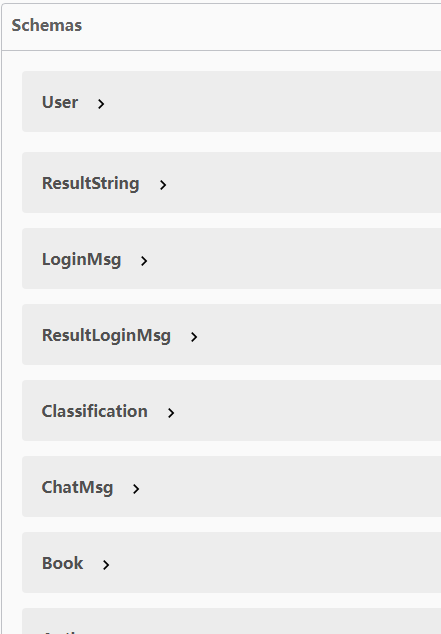 Schemas
User
ResultString
LoginMsg
ResultLoginMsg
Classification
ChatMsg
Book